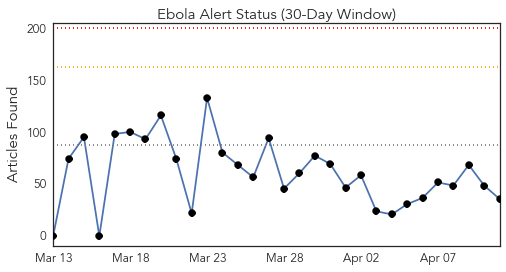 Ebola Alert Status (30-Day Window)
200
150
100
50
0
Articles Found
Mar 13 Mar 18 Mar 23 Mar 28 Apr 02 Apr 07